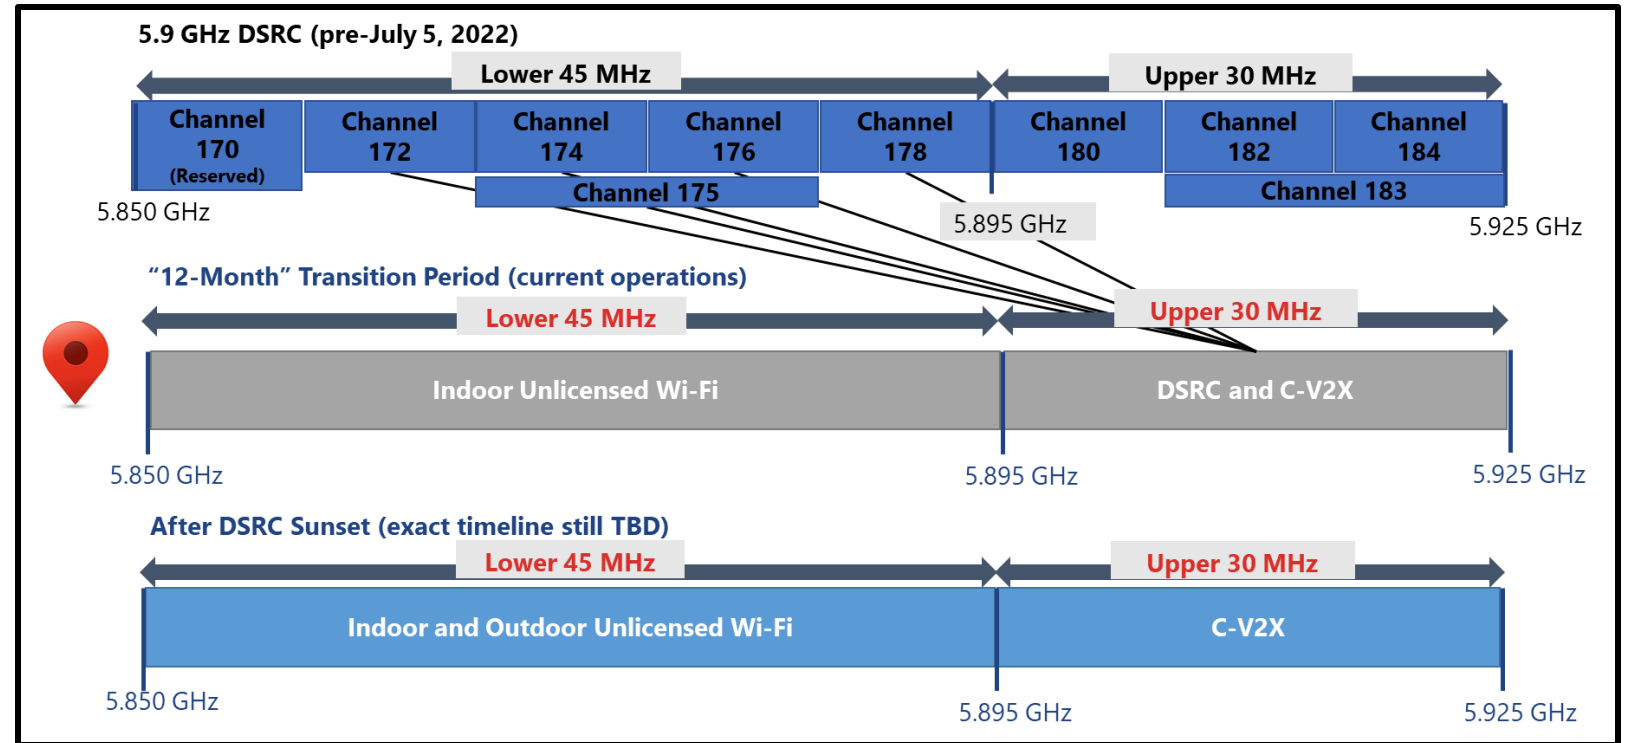 5.9 GHz DSRC (pre-July 5, 2022)
Lower 45 MHz
Upper 30 MHz
Channel
170
(Reserved)
Channel
172
Channel
174
Channel
176
Channel
178
Channel
180
Channel
182
Channel
184
Channel 175
Channel 183
5.850 GHz
5.895 GHz
5.925 GHz
“12-Month” Transition Period (current operations)
Lower 45 MHz
Upper 30 MHz
Indoor Unlicensed Wi-Fi
DSRC and C-V2X
5.850 GHz
5.895 GHz
5.925 GHz
After DSRC Sunset (exact timeline still TBD)
Lower 45 MHz
Upper 30 MHz
Indoor and Outdoor Unlicensed Wi-Fi
C-V2X
5.850 GHz
5.895 GHz
5.925 GHz